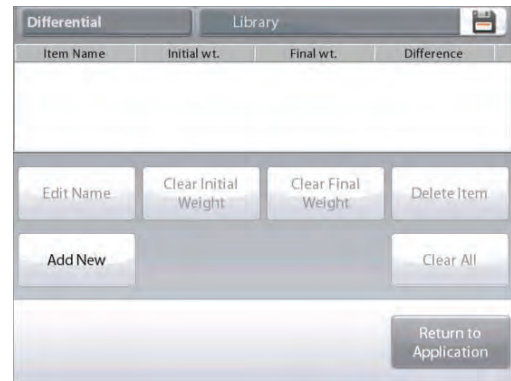 Differential Library
Item Name Initial wt. Final wt. Difference
Edit Name Clear Initial Weight Clear Final Weight Delete Item
Add New Clear All
Return to
Application